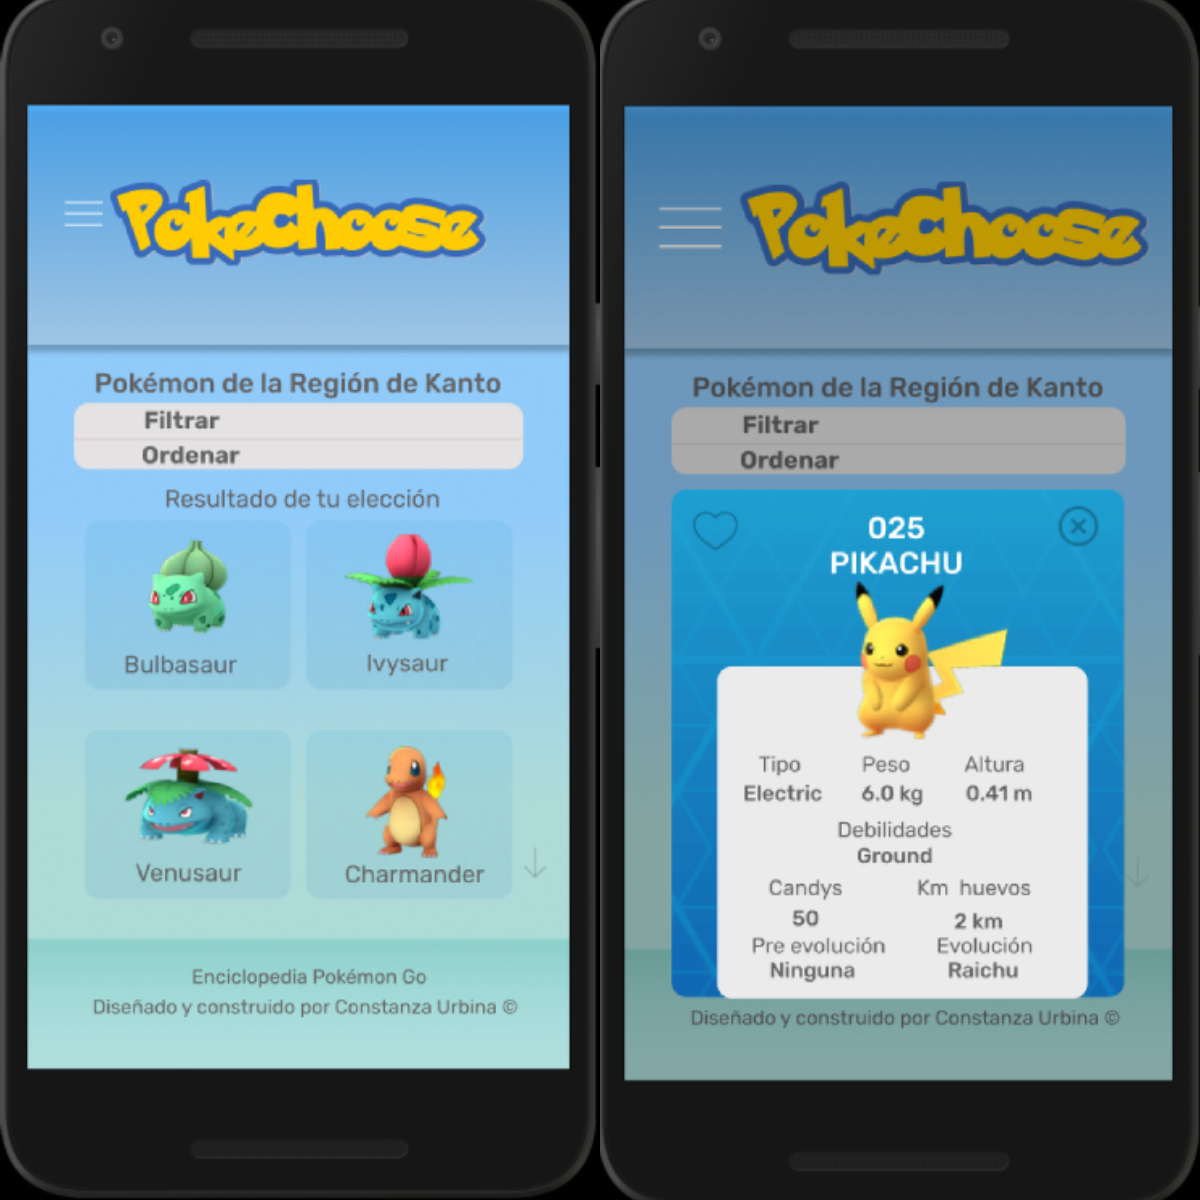 PokeChoose
Pokémon de la Región de Kanto
Filtrar
Ordenar
Resultado de tu elección
Bulbasaur
Ivysaur
Venusaur
Charmander
Enciclopedia Pokémon Go
Diseñado y construido por Constanza Urbina ©
PokeChoose
Pokémon de la Región de Kanto
Filtrar
Ordenar
025
PIKACHU
Tipo Peso Altura
Electric 6.0 kg 0.41 m
Debilidades
Ground
Candys Km huevos
50 2 km
Pre evolución Evolución
Ninguna Raichu
Diseñado y construido por Constanza Urbina ©